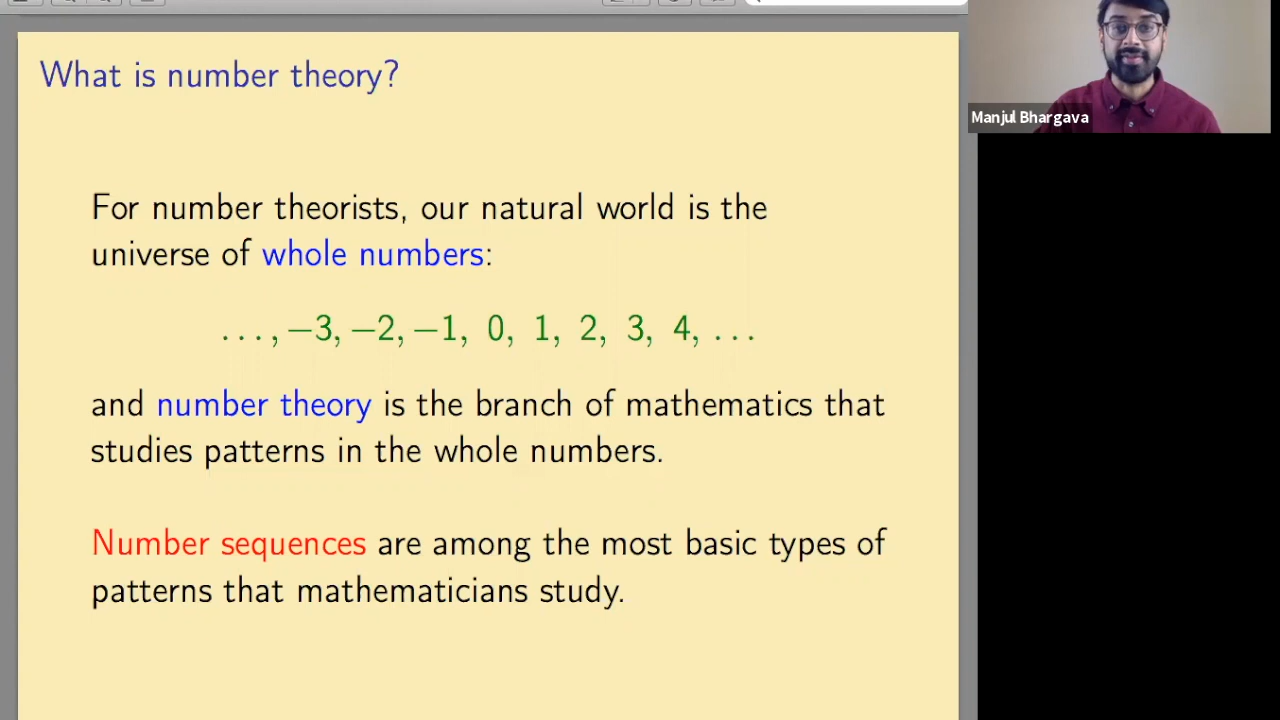 What is number theory?
Manjul Bhargava
For number theorists, our natural world is the
universe of whole numbers:
..., −3, −2, −1, 0, 1, 2, 3, 4, ...
and number theory is the branch of mathematics that
studies patterns in the whole numbers.
Number sequences are among the most basic types of
patterns that mathematicians study.